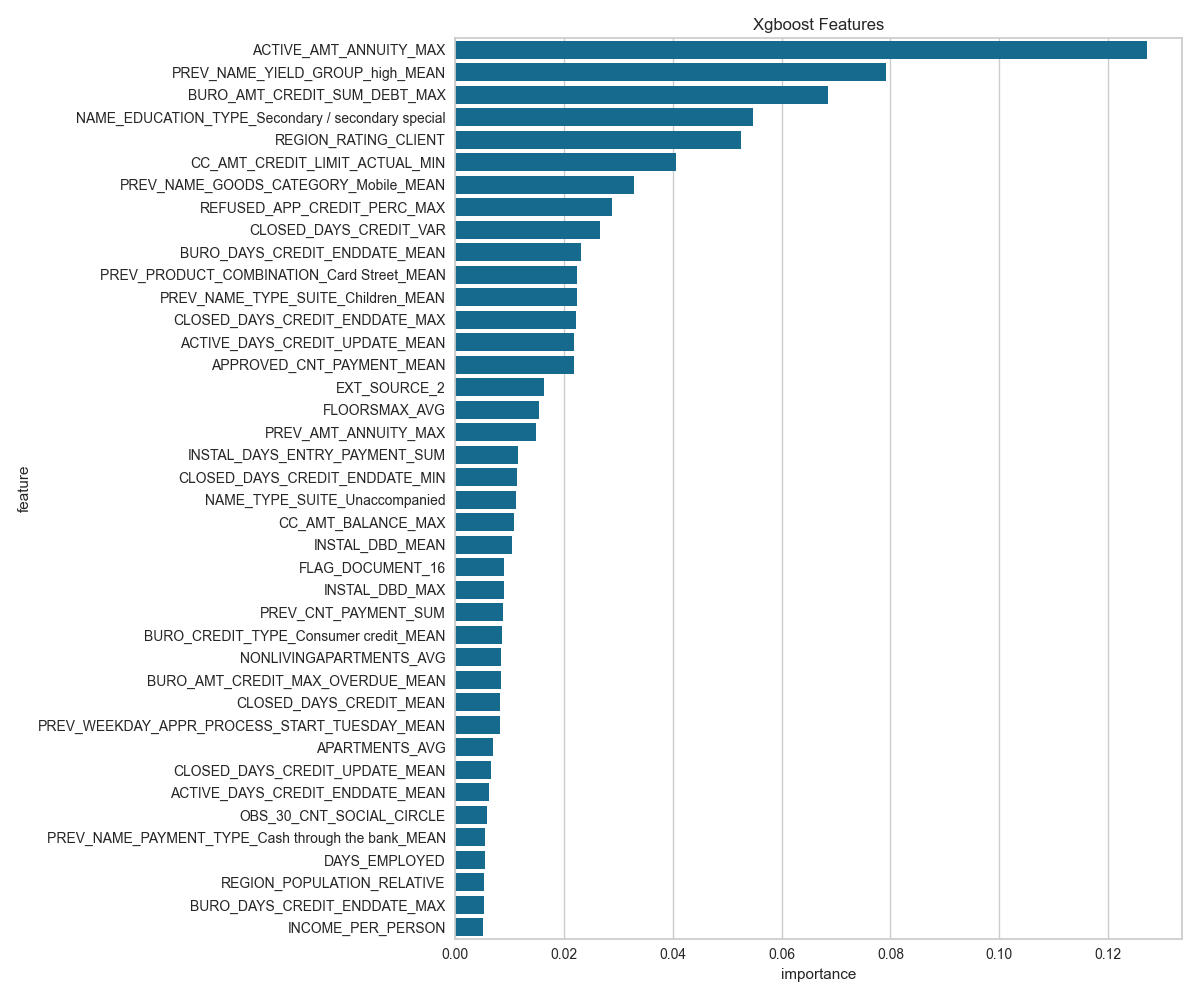 Xgboost Features
ACTIVE_AMT_ANNUITY_MAX
PREV_NAME_YIELD_GROUP_high_MEAN
BURO_AMT_CREDIT_SUM_DEBT_MAX
NAME_EDUCATION_TYPE_Secondary / secondary special
REGION_RATING_CLIENT
CC_AMT_CREDIT_LIMIT_ACTUAL_MIN
PREV_NAME_GOODS_CATEGORY_Mobile_MEAN
REFUSED_APP_CREDIT_PERC_MAX
CLOSED_DAYS_CREDIT_VAR
BURO_DAYS_CREDIT_ENDDATE_MEAN
PREV_PRODUCT_COMBINATION_Card Street_MEAN
PREV_NAME_TYPE_SUITE_Children_MEAN
CLOSED_DAYS_CREDIT_ENDDATE_MAX
ACTIVE_DAYS_CREDIT_UPDATE_MEAN
APPROVED_CNT_PAYMENT_MEAN
EXT_SOURCE_2
FLOORSMAX_AVG
PREV_AMT_ANNUITY_MAX
INSTAL_DAYS_ENTRY_PAYMENT_SUM
CLOSED_DAYS_CREDIT_ENDDATE_MIN
NAME_TYPE_SUITE_Unaccompanied
CC_AMT_BALANCE_MAX
INSTAL_DBD_MEAN
FLAG_DOCUMENT_16
INSTAL_DBD_MAX
PREV_CNT_PAYMENT_SUM
BURO_CREDIT_TYPE_Consumer credit_MEAN
NONLIVINGAPARTMENTS_AVG
BURO_AMT_CREDIT_MAX_OVERDUE_MEAN
CLOSED_DAYS_CREDIT_MEAN
PREV_WEEKDAY_APPR_PROCESS_START_TUESDAY_MEAN
APARTMENTS_AVG
CLOSED_DAYS_CREDIT_UPDATE_MEAN
ACTIVE_DAYS_CREDIT_ENDDATE_MEAN
OBS_30_CNT_SOCIAL_CIRCLE
PREV_NAME_PAYMENT_TYPE_Cash through the bank_MEAN
DAYS_EMPLOYED
REGION_POPULATION_RELATIVE
BURO_DAYS_CREDIT_ENDDATE_MAX
INCOME_PER_PERSON
feature
0.00 0.02 0.04 0.06 0.08 0.10 0.12
importance